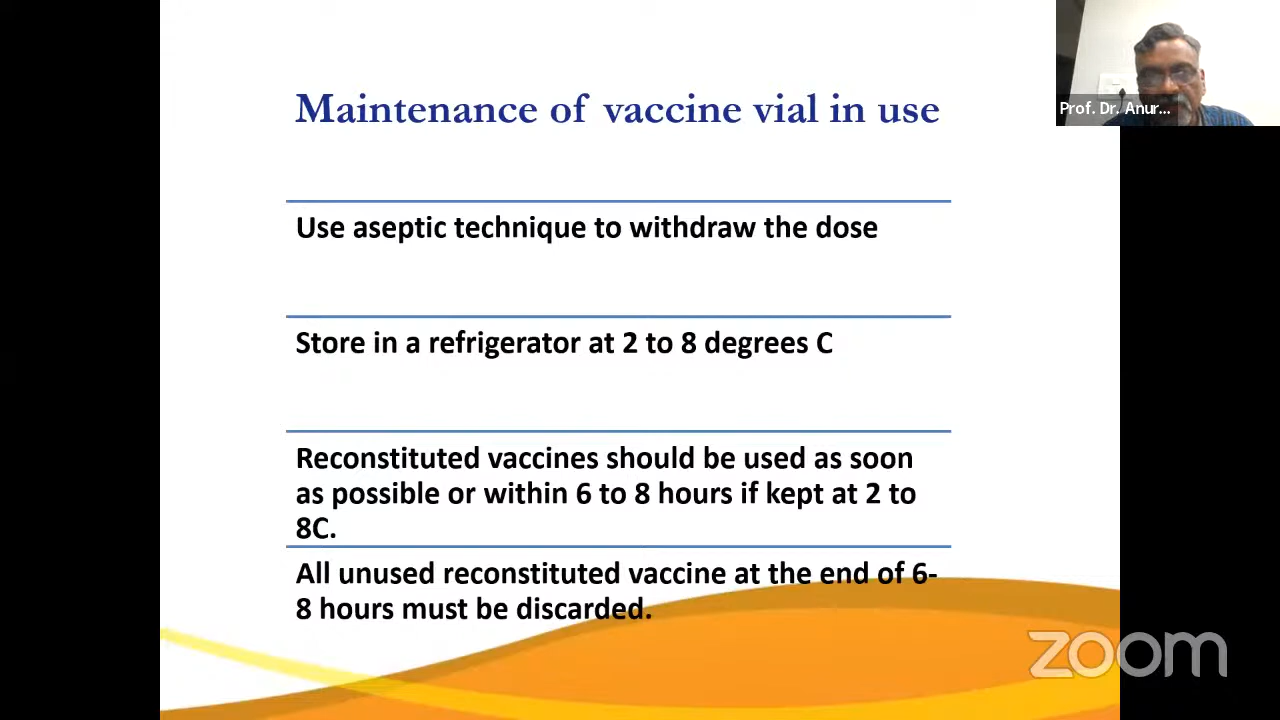 Maintenance of vaccine vial in use
Prof. Dr. Anur...
Use aseptic technique to withdraw the dose
Store in a refrigerator at 2 to 8 degrees C
Reconstituted vaccines should be used as soon
as possible or within 6 to 8 hours if kept at 2 to
8C.
All unused reconstituted vaccine at the end of 6-
8 hours must be discarded.
zoom